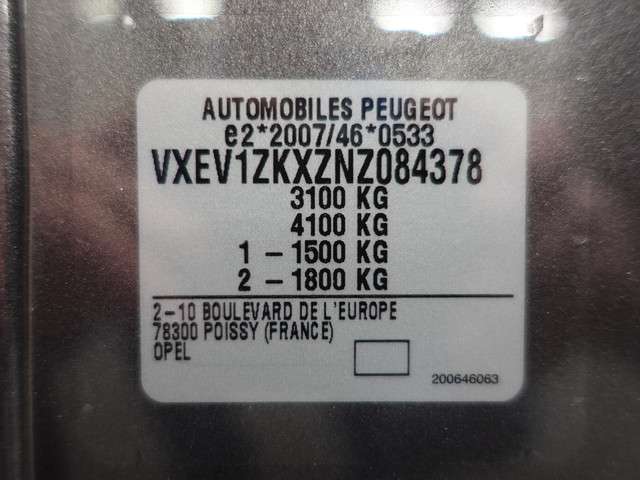 AUTOMOBILES PEUGEOT
e2*2007/46*0533
VXEV1ZKXZNZ084378
3100 KG
4100 KG
1 - 1500 KG
2 - 1800 KG
2-10 BOULEVARD DE L'EUROPE
78300 POISSY (FRANCE)
OPEL
200646063